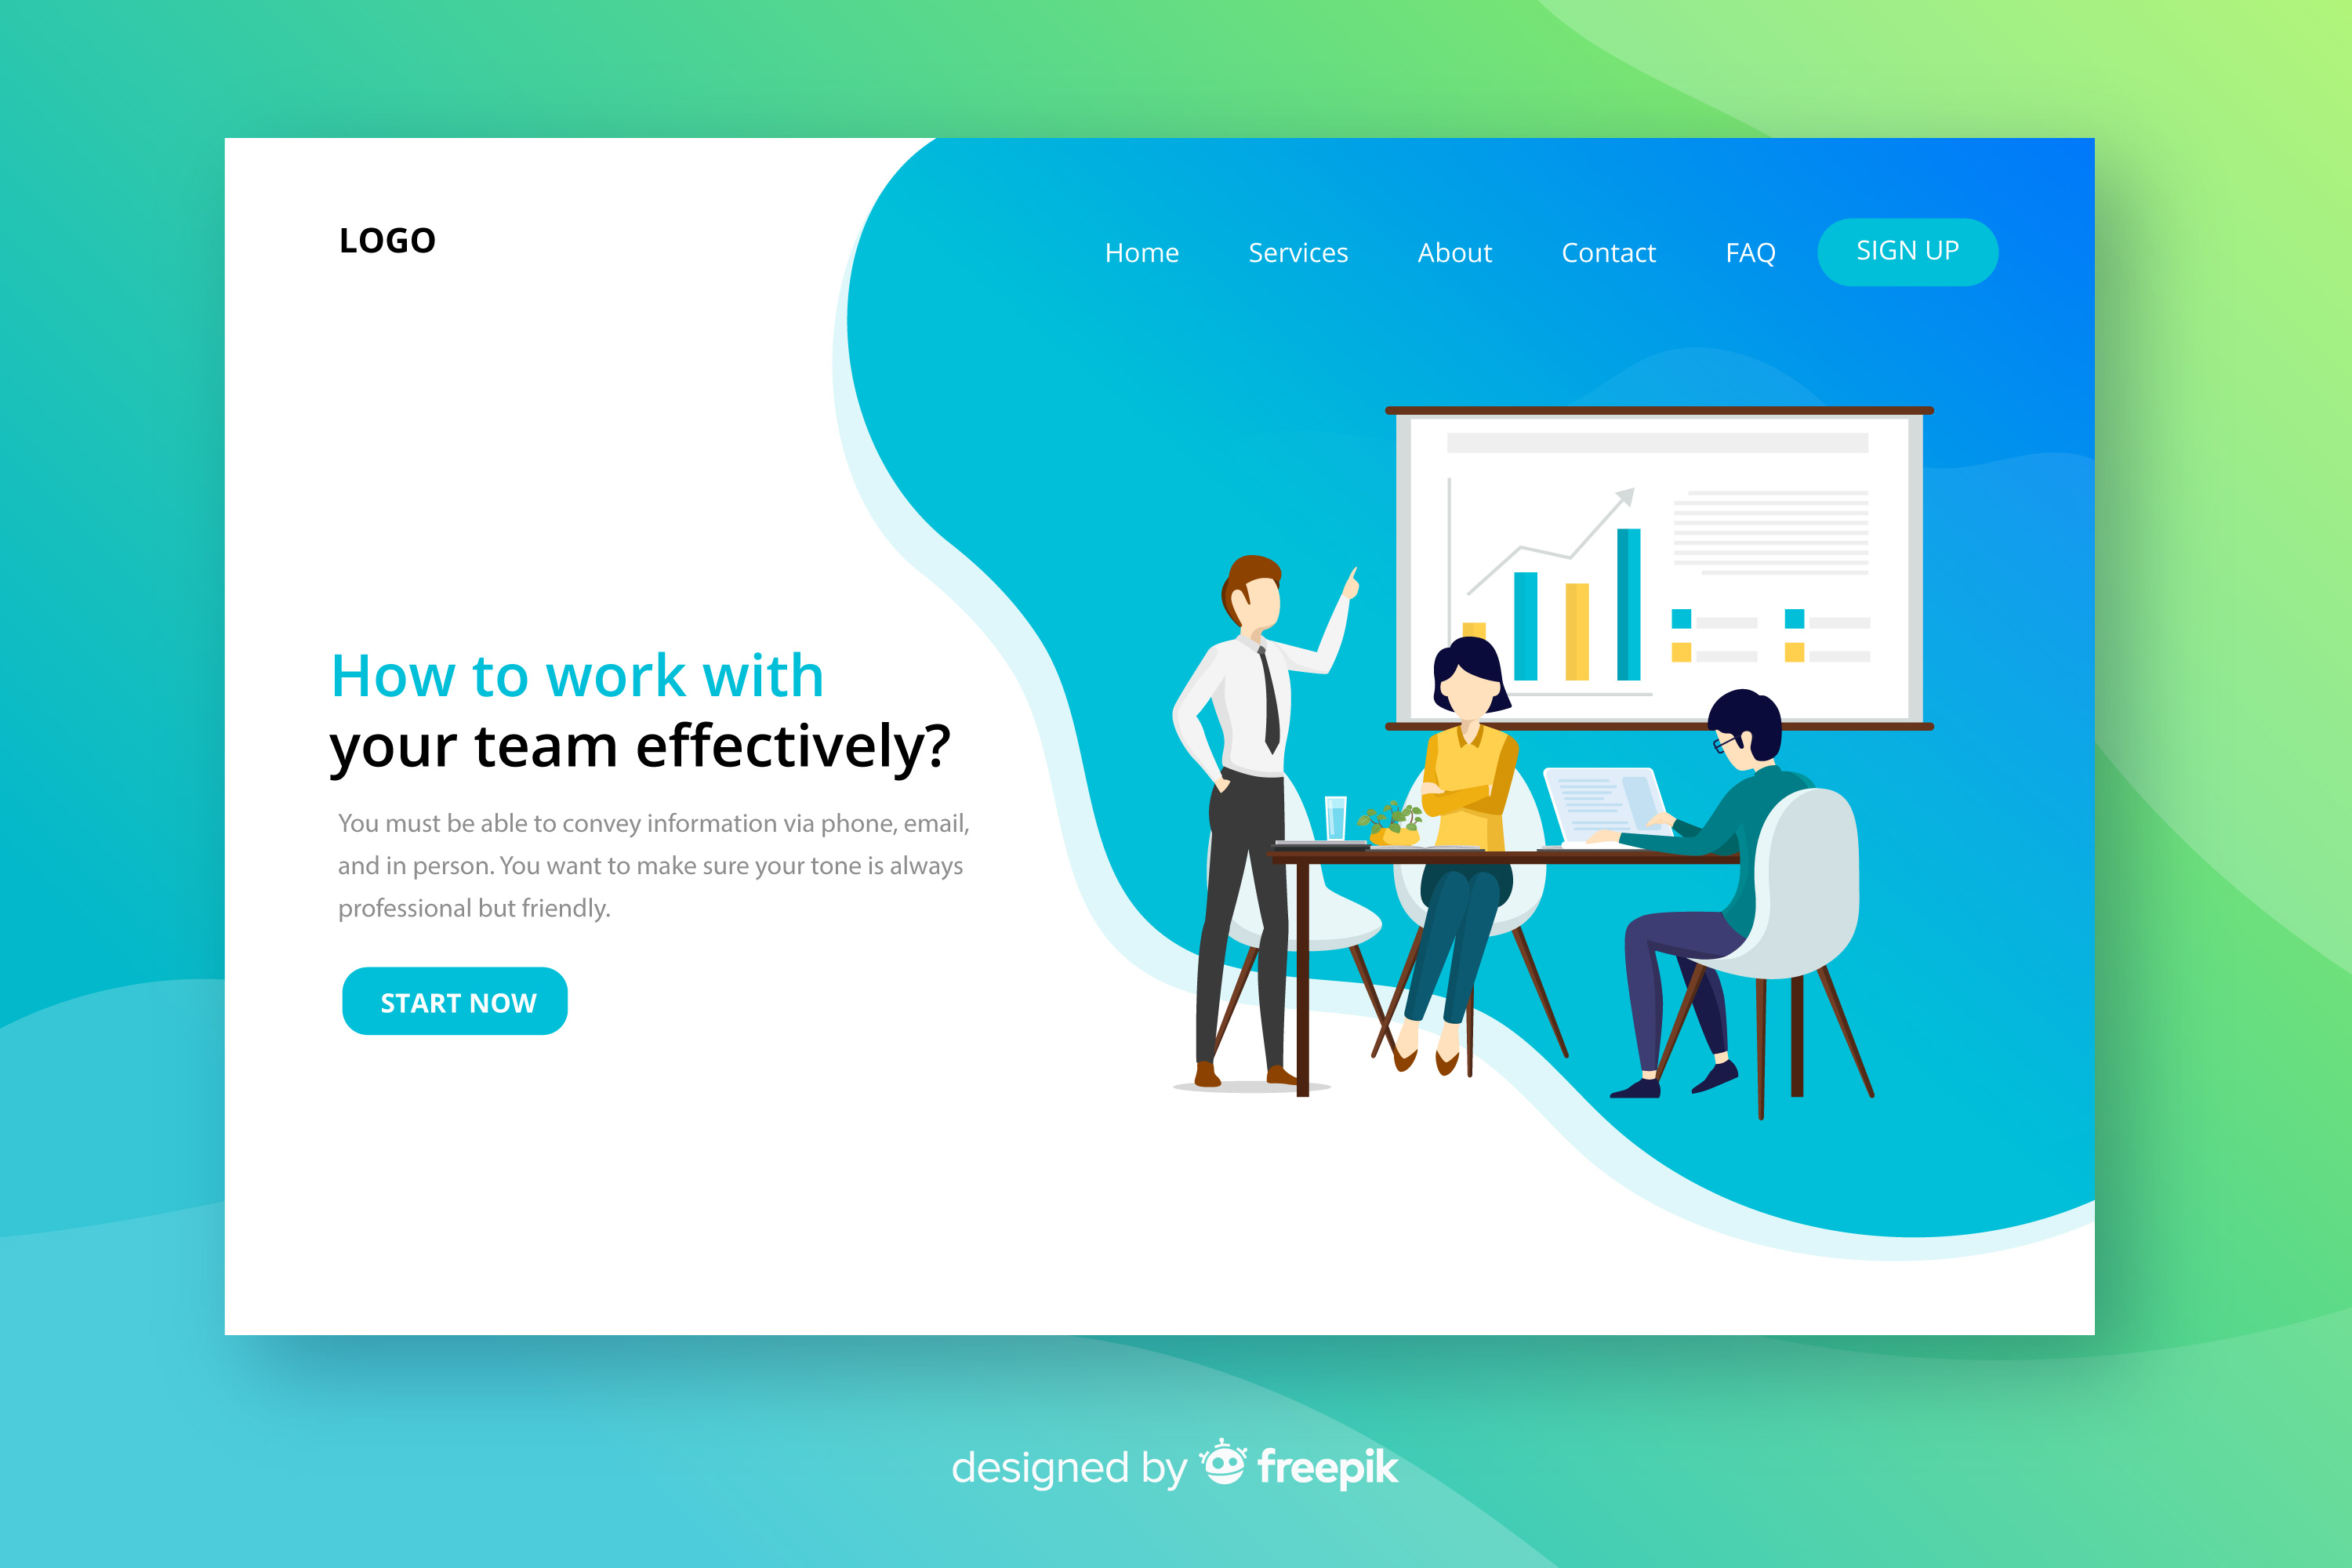 LOGO
Home Services About Contact FAQ SIGN UP
How to work with
your team effectively?
You must be able to convey information via phone, email,
and in person. You want to make sure your tone is always
professional but friendly.
START NOW
designed by freepik